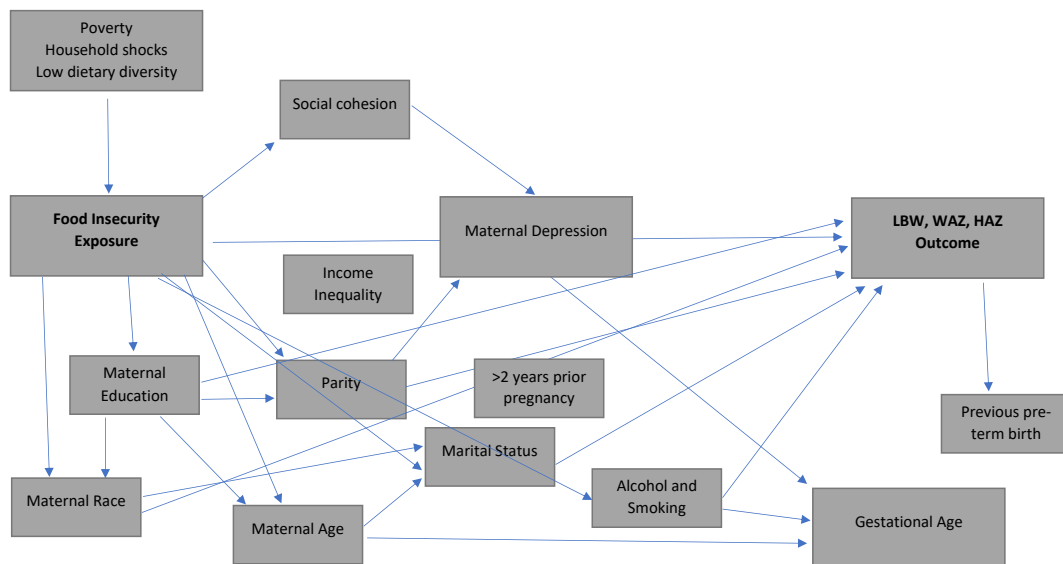 Poverty
Household shocks
Low dietary diversity
Social cohesion
Food Insecurity
Exposure
Maternal Depression
LBW, WAZ, HAZ
Outcome
Income
Inequality
Maternal
Education
Parity
>2 years prior
pregnancy
Previous pre-
term birth
Marital Status
Maternal Race
Alcohol and
Smoking
Maternal Age
Gestational Age